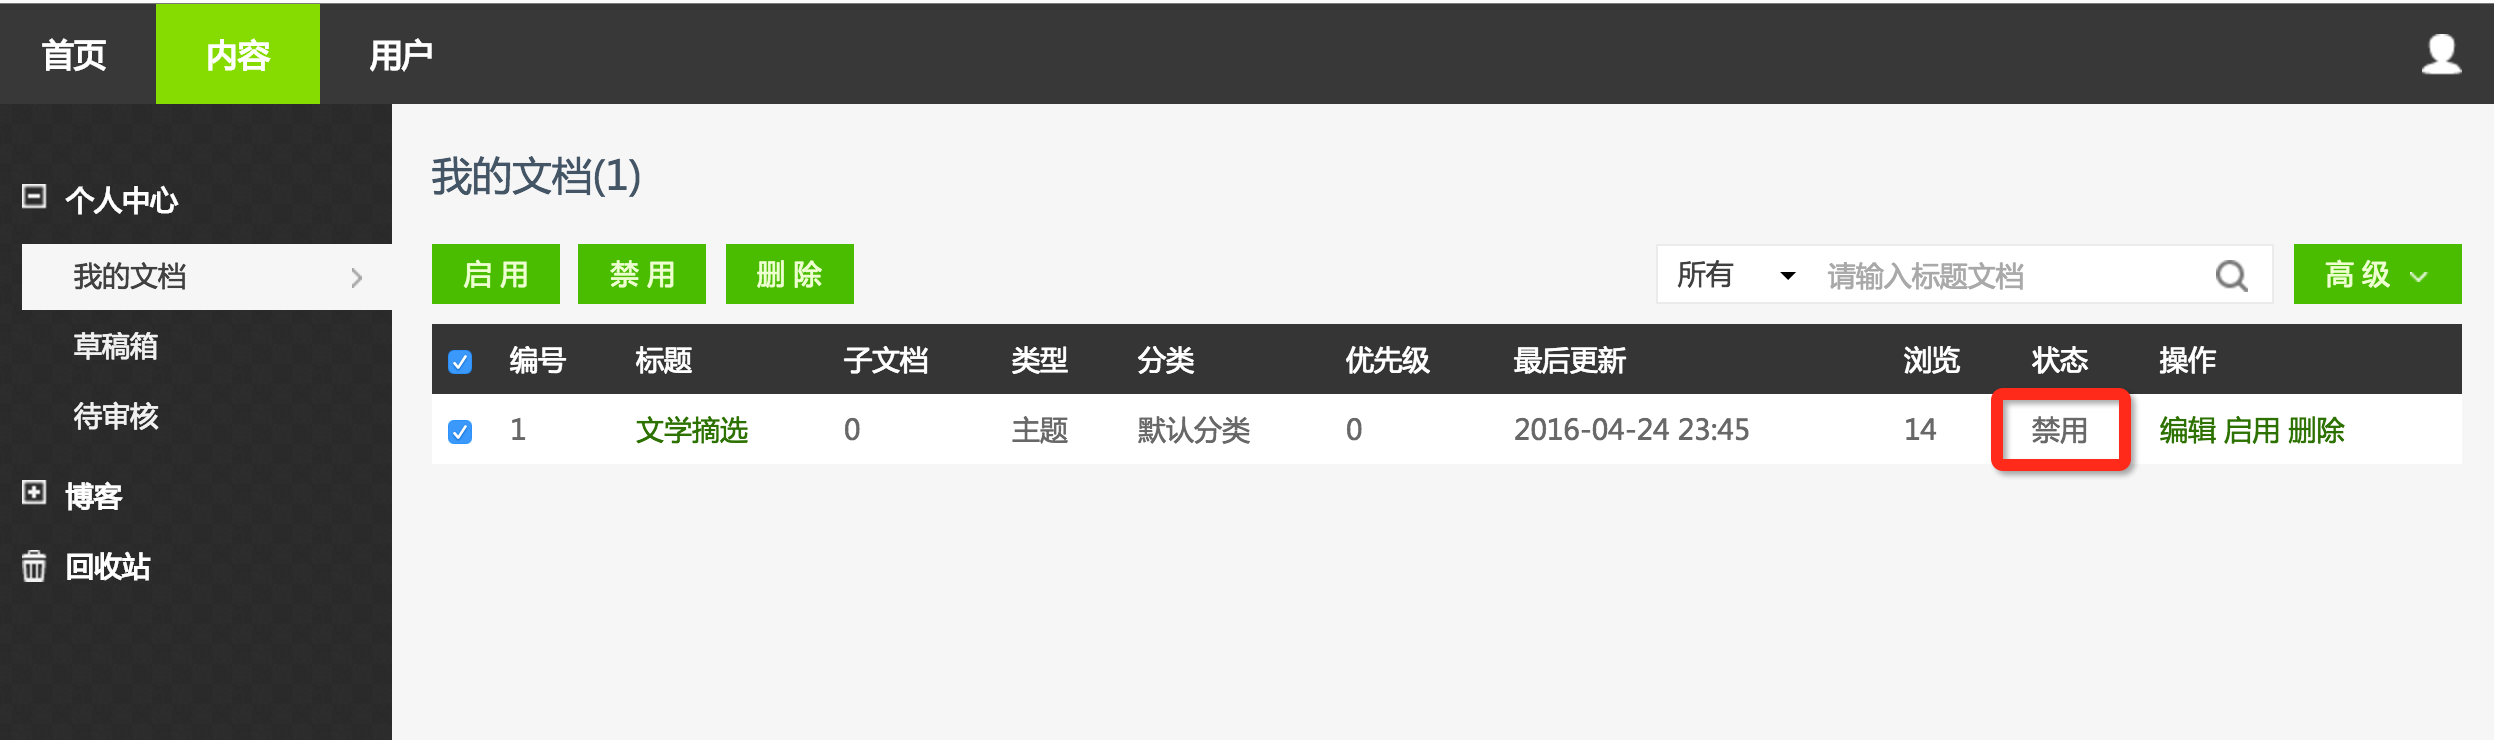 首页 内容 用户
个人中心
我的文档
草稿箱
待审核
博客
回收站
我的文档(1)
启用 禁用 删除 所有 请输入标题文档 高级
编号 标题 子文档 类型 分类 优先级 最后更新 浏览 状态 操作
1 文学摘选 0 主题 默认分类 0 2016-04-24 23:45 14 禁用 编辑 启用 删除